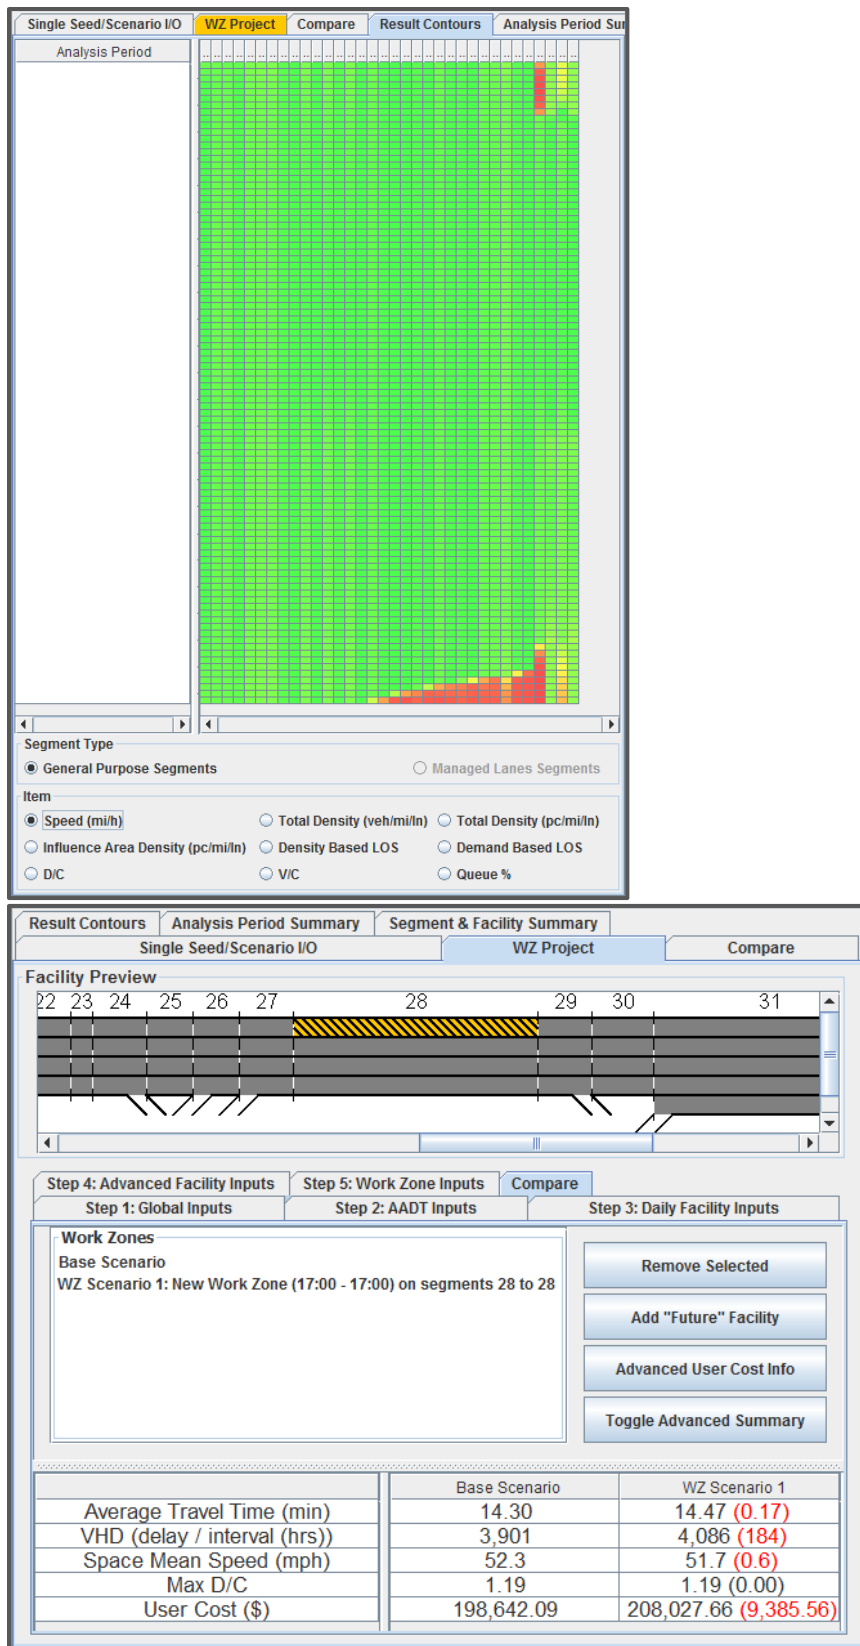 Single Seed/Scenario I/O WZ Project Compare Result Contours Analysis Period Sur
Analysis Period
Segment Type
General Purpose Segments Managed Lanes Segments
Item
Speed (mi/h) Total Density (veh/mi/ln) Total Density (pc/mi/ln)
Influence Area Density (pc/mi/ln) Density Based LOS Demand Based LOS
D/C V/C Queue %
Result Contours Analysis Period Summary Segment & Facility Summary
Single Seed/Scenario I/O WZ Project Compare
Facility Preview
22 23 24 25 26 27 28 29 30 31
Step 4: Advanced Facility Inputs Step 5: Work Zone Inputs Compare
Step 1: Global Inputs Step 2: AADT Inputs Step 3: Daily Facility Inputs
Work Zones
Base Scenario
WZ Scenario 1: New Work Zone (17:00 - 17:00) on segments 28 to 28
Remove Selected
Add "Future" Facility
Advanced User Cost Info
Toggle Advanced Summary
Base Scenario WZ Scenario 1
Average Travel Time (min) 14.30 14.47 (0.17)
VHD (delay / interval (hrs)) 3,901 4,086 (184)
Space Mean Speed (mph) 52.3 51.7 (0.6)
Max D/C 1.19 1.19 (0.00)
User Cost ($) 198,642.09 208,027.66 (9,385.56)